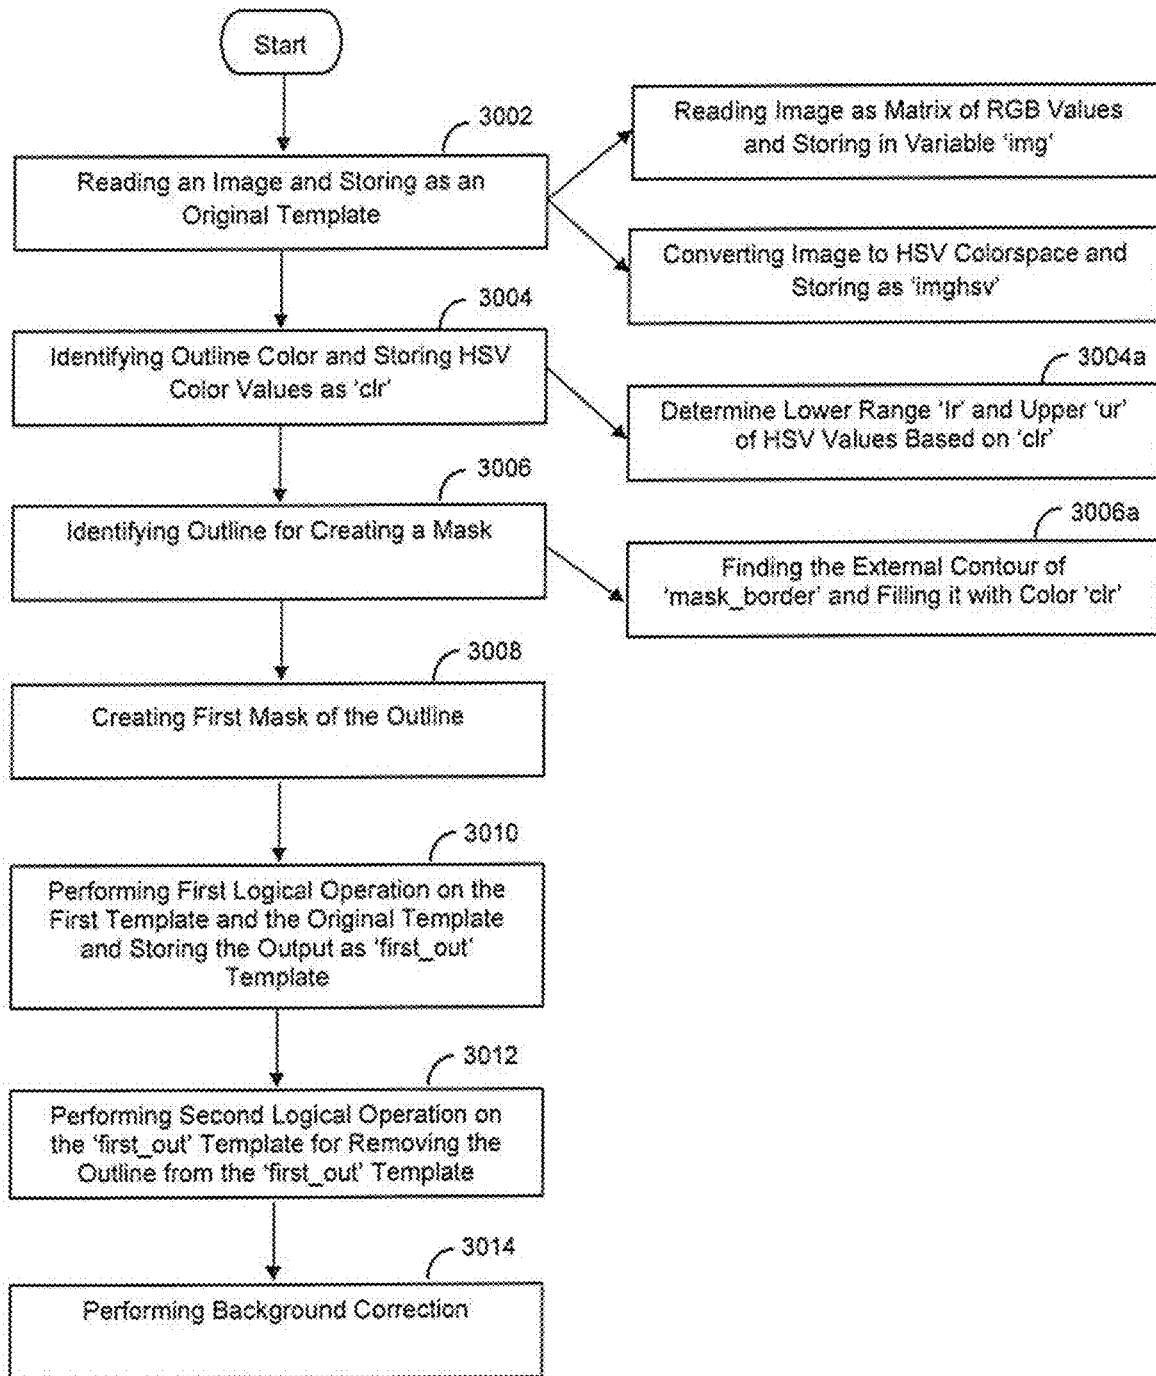 Start
3002
Reading an Image and Storing as an
Original Template
Reading Image as Matrix of RGB Values
and Storing in Variable ‘img’
Converting Image to HSV Colorspace and
Storing as ‘imghsv’
3004
Identifying Outline Color and Storing HSV
Color Values as ‘clr’
3004a
Determine Lower Range ‘lr’ and Upper ‘ur’
of HSV Values Based on ‘clr’
3006
Identifying Outline for Creating a Mask
3006a
Finding the External Contour of
‘mask_border’ and Filling it with Color ‘clr’
3008
Creating First Mask of the Outline
3010
Performing First Logical Operation on the
First Template and the Original Template
and Storing the Output as ‘first_out’
Template
3012
Performing Second Logical Operation on
the ‘first_out’ Template for Removing the
Outline from the ‘first_out’ Template
3014
Performing Background Correction